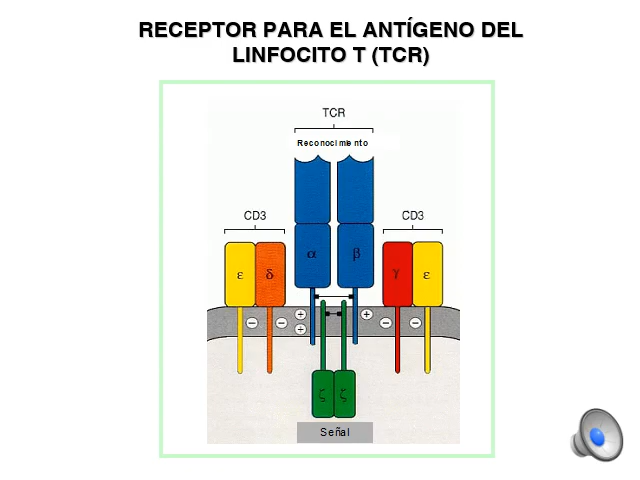 RECEPTOR PARA EL ANTÍGENO DEL
LINFOCITO T (TCR)
TCR
Reconocimiento
CD3
CD3
ε
δ
α
β
γ
ε
− − + + + − −
ζ ζ
Señal